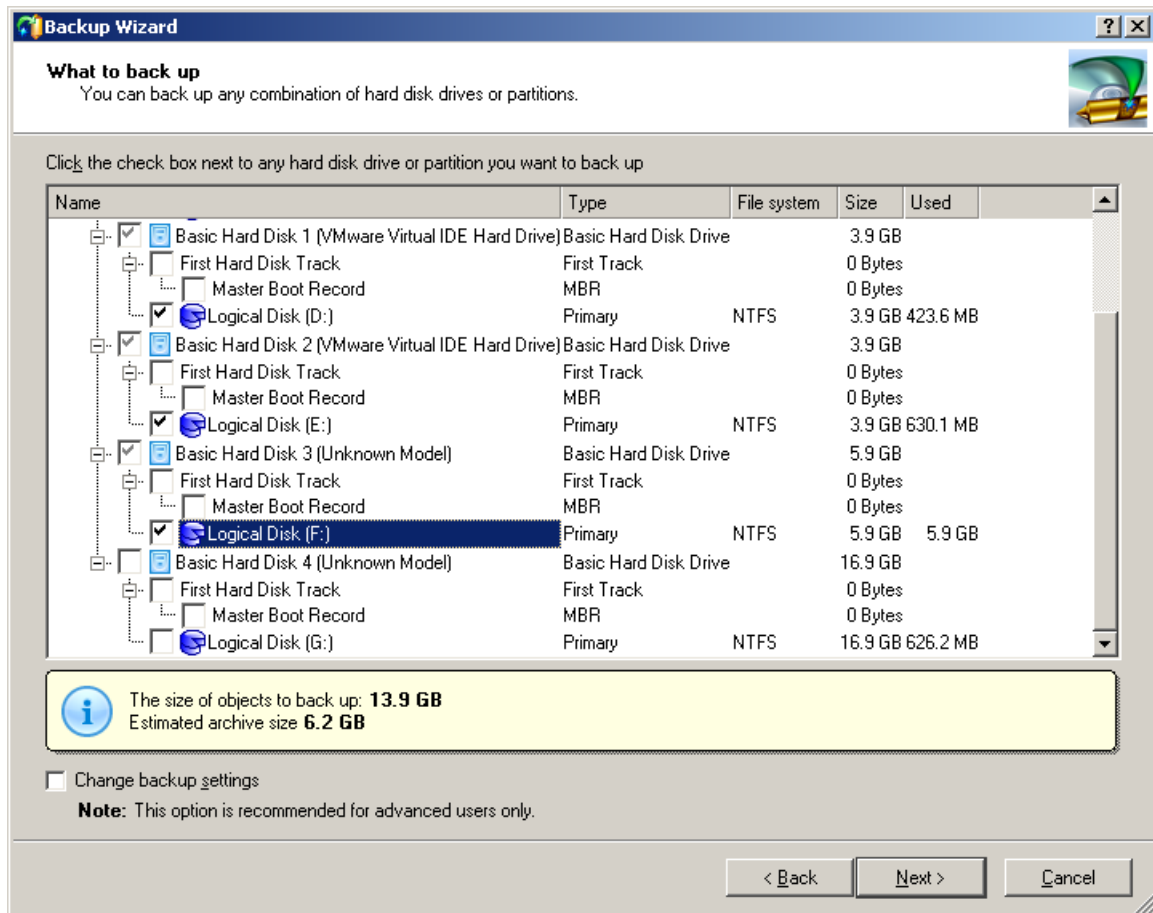 Backup Wizard
What to back up
You can back up any combination of hard disk drives or partitions.
Click the check box next to any hard disk drive or partition you want to back up
Name Type File system Size Used
Basic Hard Disk 1 (VMware Virtual IDE Hard Drive) Basic Hard Disk Drive 3.9 GB
First Hard Disk Track First Track 0 Bytes
Master Boot Record MBR 0 Bytes
Logical Disk (D:) Primary NTFS 3.9 GB 423.6 MB
Basic Hard Disk 2 (VMware Virtual IDE Hard Drive) Basic Hard Disk Drive 3.9 GB
First Hard Disk Track First Track 0 Bytes
Master Boot Record MBR 0 Bytes
Logical Disk (E:) Primary NTFS 3.9 GB 630.1 MB
Basic Hard Disk 3 (Unknown Model) Basic Hard Disk Drive 5.9 GB
First Hard Disk Track First Track 0 Bytes
Master Boot Record MBR 0 Bytes
Logical Disk (F:) Primary NTFS 5.9 GB 5.9 GB
Basic Hard Disk 4 (Unknown Model) Basic Hard Disk Drive 16.9 GB
First Hard Disk Track First Track 0 Bytes
Master Boot Record MBR 0 Bytes
Logical Disk (G:) Primary NTFS 16.9 GB 626.2 MB
The size of objects to back up: 13.9 GB
Estimated archive size 6.2 GB
Change backup settings
Note: This option is recommended for advanced users only.
< Back Next > Cancel